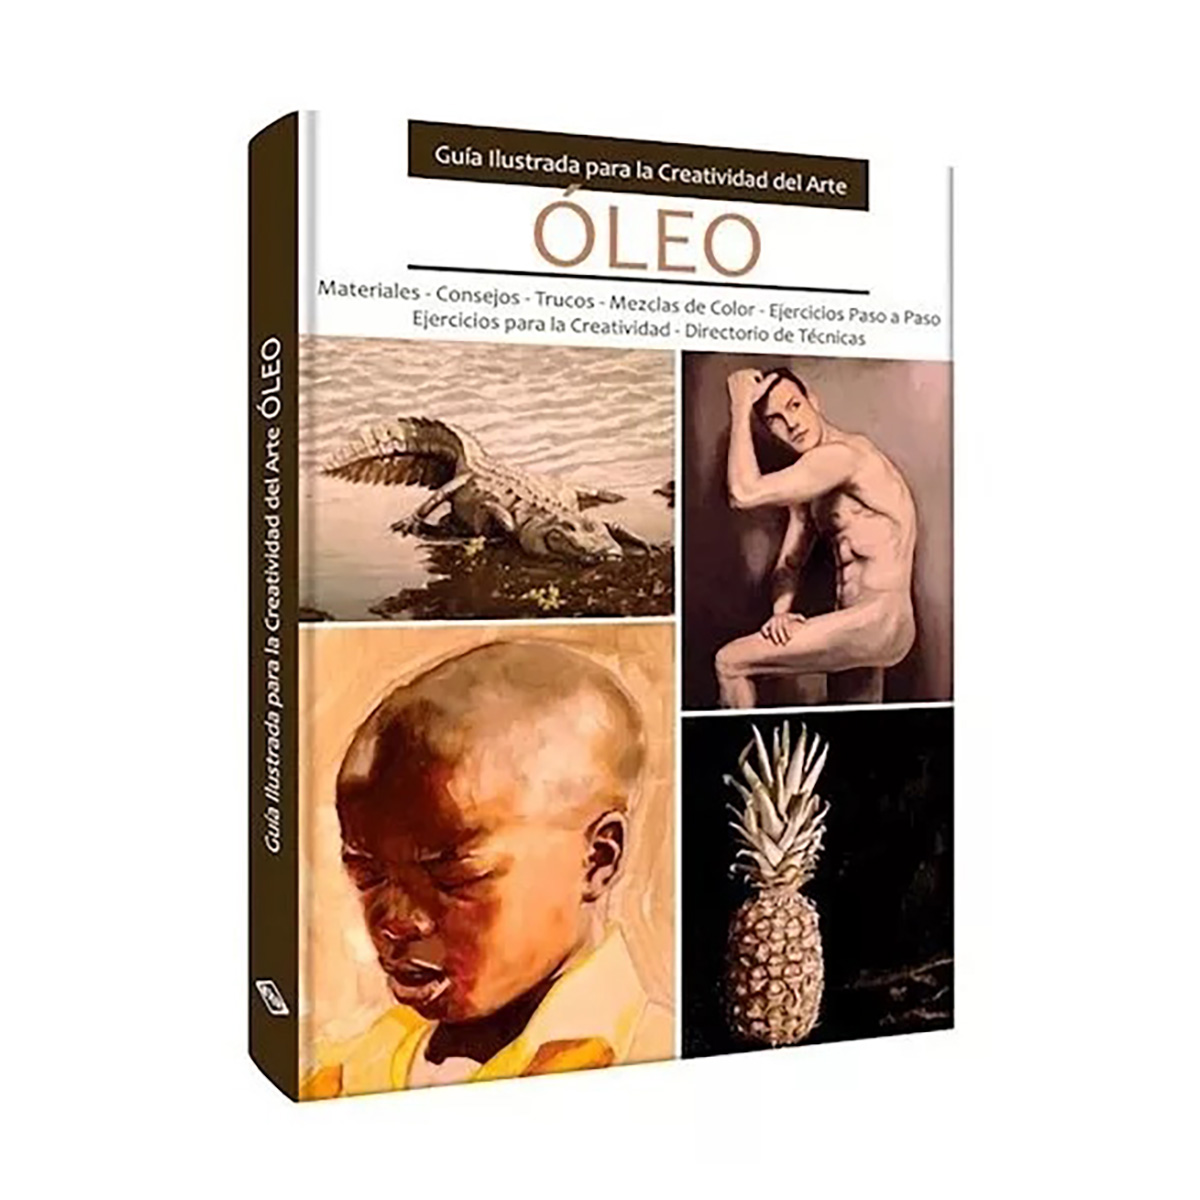 Guía Ilustrada para la Creatividad del Arte
ÓLEO
Materiales - Consejos - Trucos - Mezclas de Color - Ejercicios Paso a Paso
Ejercicios para la Creatividad - Directorio de Técnicas
Guía Ilustrada para la Creatividad del Arte ÓLEO